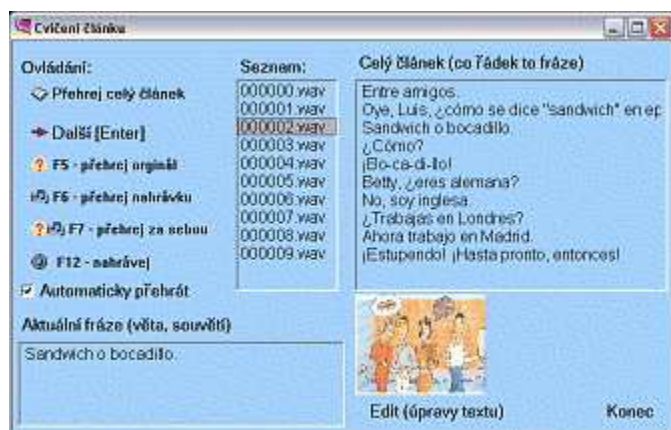 Cvičení článku
Ovládání:
Přehrej celý článek
Další [Enter]
F5 - přehrej orginál
F6 - přehrej nahrávku
F7 - přehrej za sebou
F12 - nahrávej
Automaticky přehrát
Seznam:
000000.wav
000001.wav
000002.wav
000003.wav
000004.wav
000005.wav
000006.wav
000007.wav
000008.wav
000009.wav
Celý článek (co řádek to fráze)
Entre amigos.
Oye, Luis, ¿cómo se dice "sandwich" en ep
Sandwich o bocadillo.
¿Cómo?
¡Bo-ca-di-llo!
Betty, ¿eres alemana?
No, soy inglesa.
¿Trabajas en Londres?
Ahora trabajo en Madrid.
¡Estupendo! ¡Hasta pronto, entonces!
Aktuální fráze (věta, souvětí)
Sandwich o bocadillo.
Edit (úpravy textu)
Konec